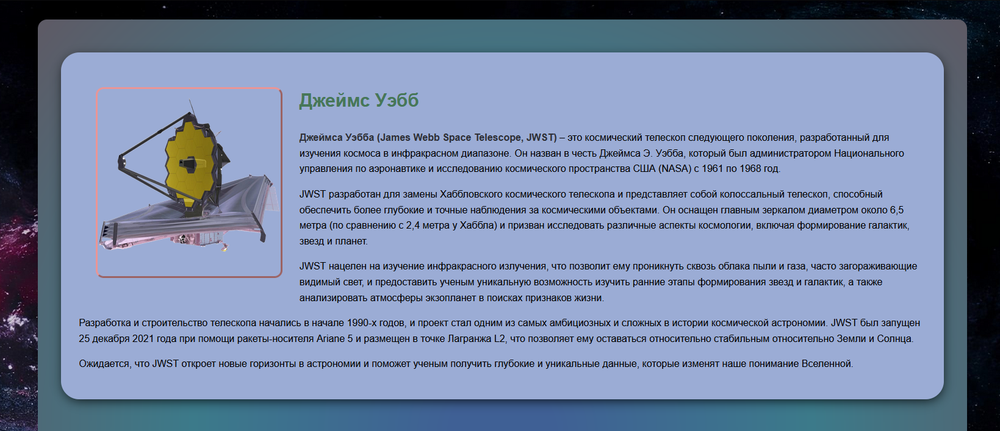 Джеймс Уэбб
Джеймса Уэбба (James Webb Space Telescope, JWST) – это космический телескоп следующего поколения, разработанный для
изучения космоса в инфракрасном диапазоне. Он назван в честь Джеймса Э. Уэбба, который был администратором Национального
управления по аэронавтике и исследованию космического пространства США (NASA) с 1961 по 1968 год.
JWST разработан для замены Хаббловского космического телескопа и представляет собой колоссальный телескоп, способный
обеспечить более глубокие и точные наблюдения за космическими объектами. Он оснащен главным зеркалом диаметром около 6,5
метра (по сравнению с 2,4 метра у Хаббла) и призван исследовать различные аспекты космологии, включая формирование галактик,
звезд и планет.
JWST нацелен на изучение инфракрасного излучения, что позволит ему проникнуть сквозь облака пыли и газа, часто загораживающие
видимый свет, и предоставить ученым уникальную возможность изучить ранние этапы формирования звезд и галактик, а также
анализировать атмосферы экзопланет в поисках признаков жизни.
Разработка и строительство телескопа начались в начале 1990-х годов, и проект стал одним из самых амбициозных и сложных в истории космической астрономии. JWST был запущен
25 декабря 2021 года при помощи ракеты-носителя Ariane 5 и размещен в точке Лагранжа L2, что позволяет ему оставаться относительно стабильным относительно Земли и Солнца.
Ожидается, что JWST откроет новые горизонты в астрономии и поможет ученым получить глубокие и уникальные данные, которые изменят наше понимание Вселенной.